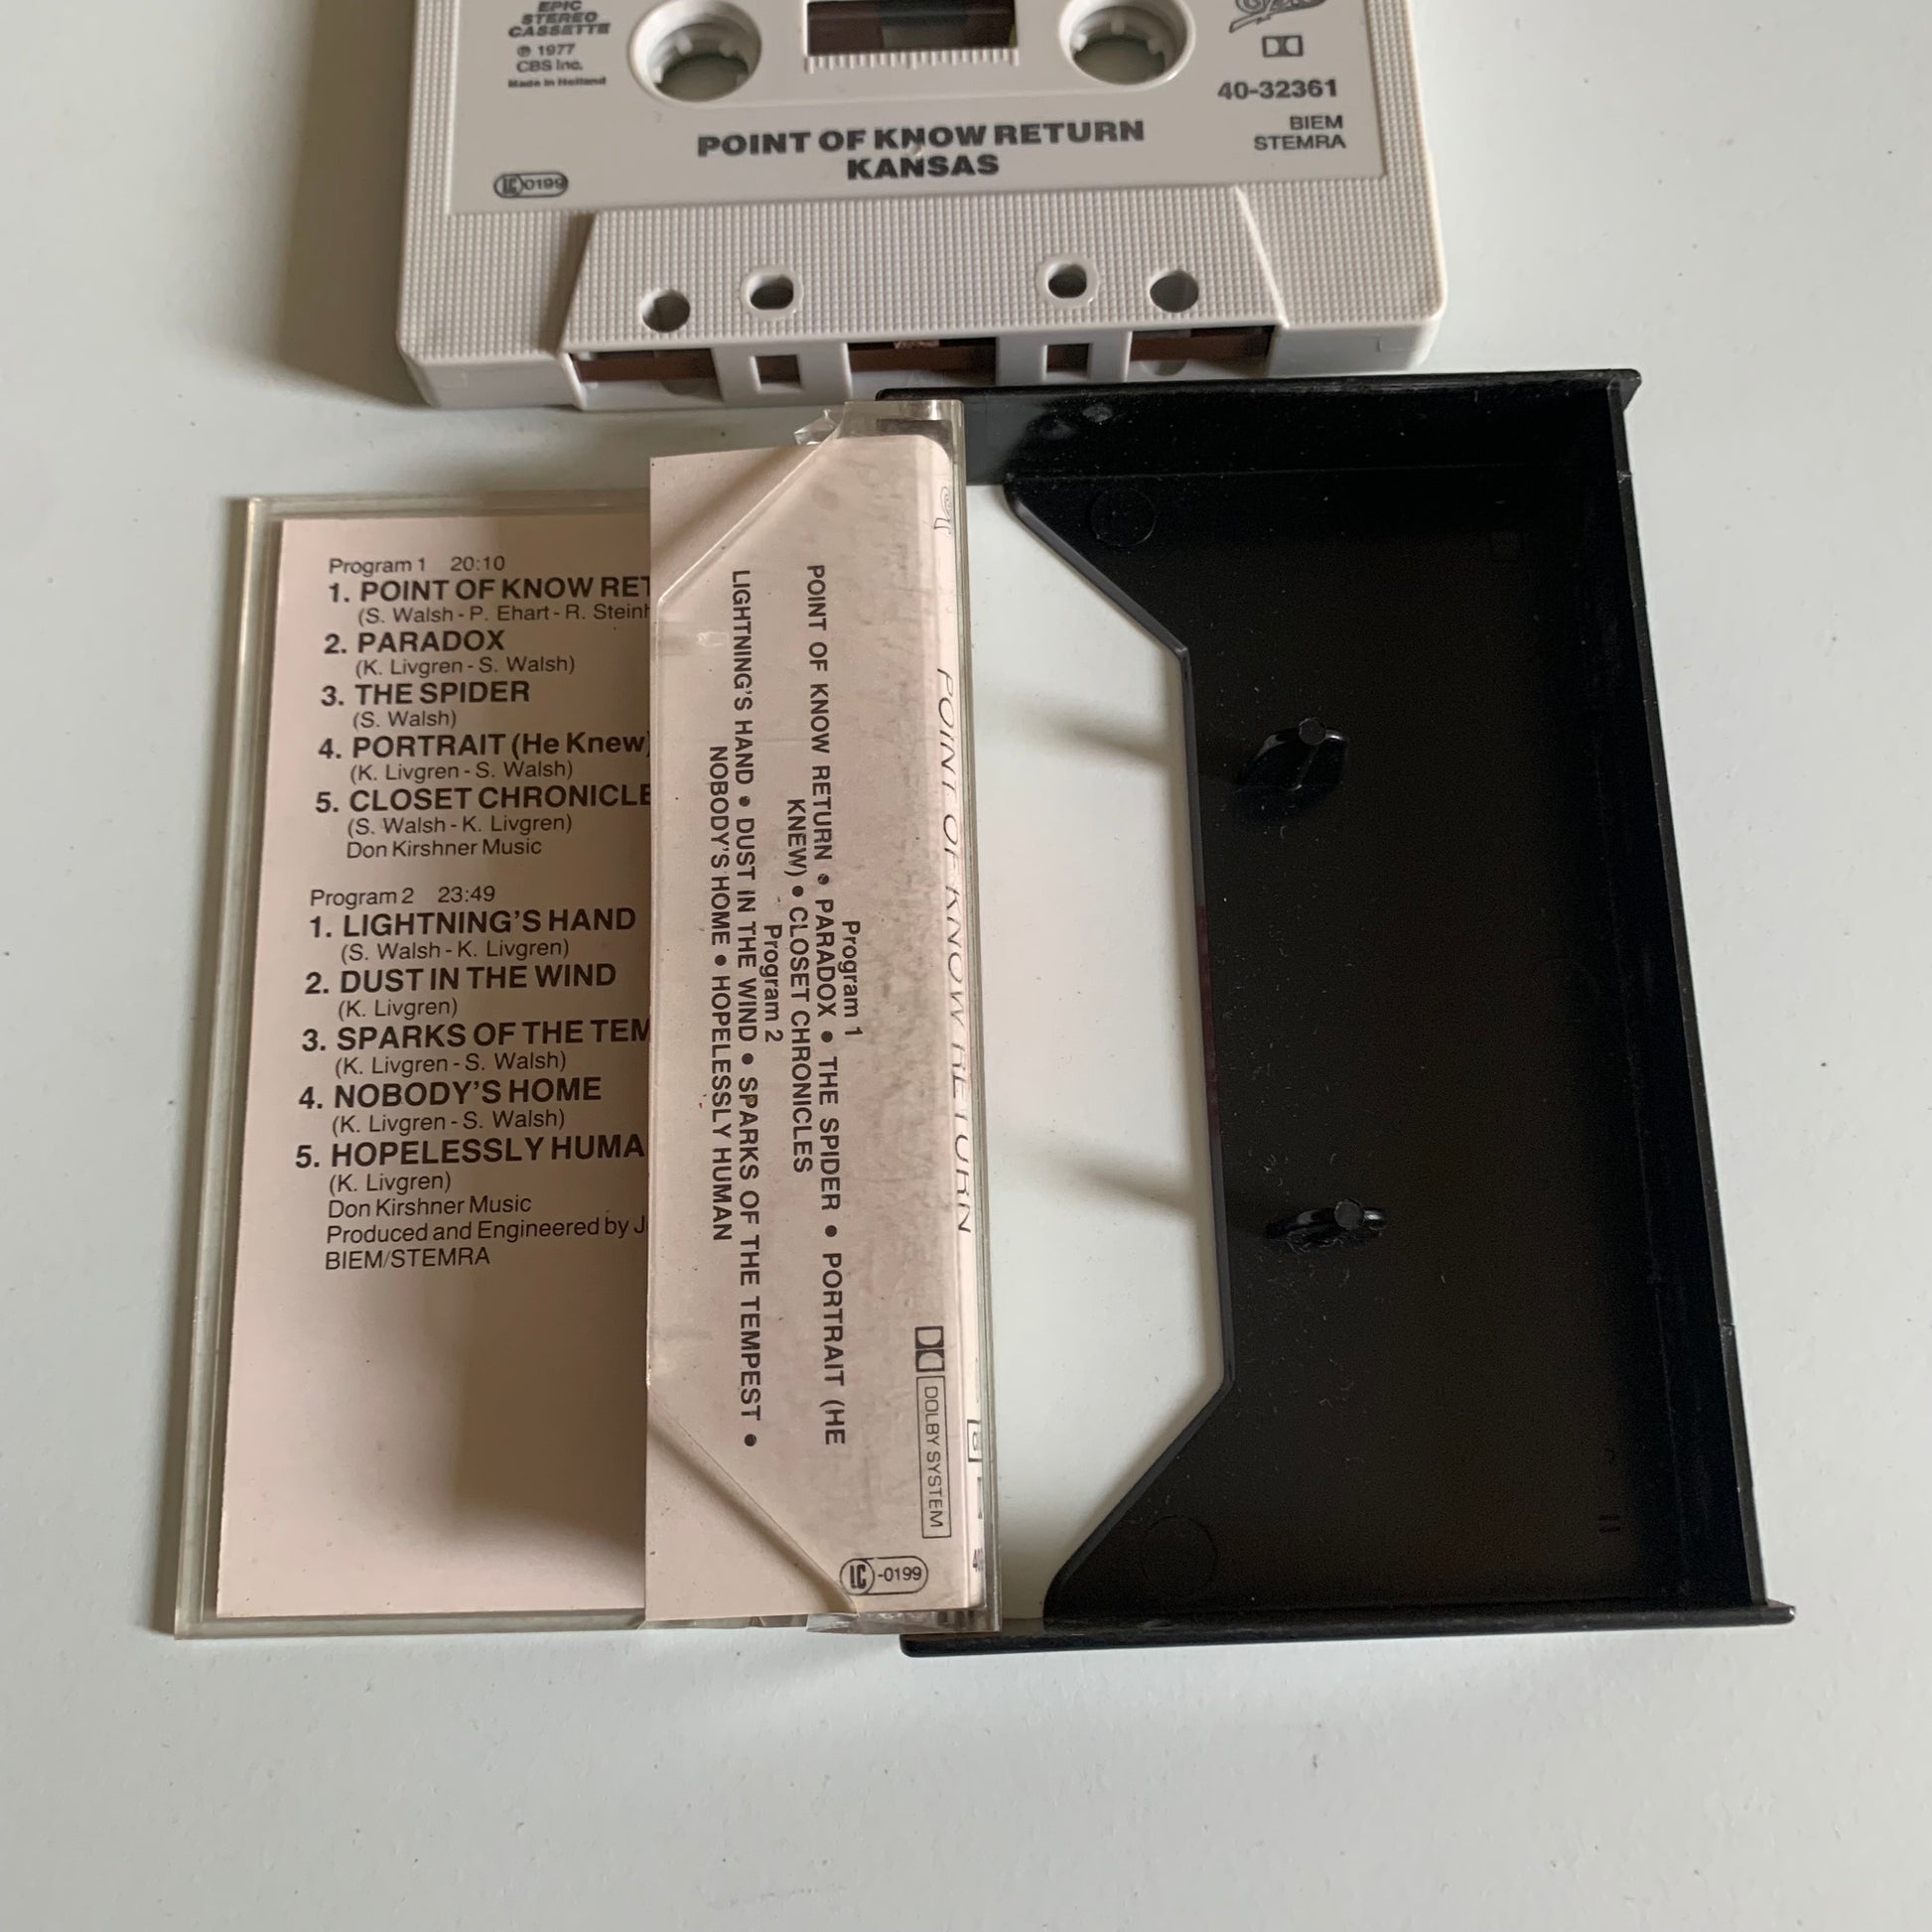 EPIC
STEREO
CASSETTE
℗ 1977
CBS Inc.
Made in Holland
40-32361
BIEM
STEMRA
POINT OF KNOW RETURN
KANSAS
LC 0199
Program 1 20:10
1. POINT OF KNOW RET
(S. Walsh - P. Ehart - R. Steinh
2. PARADOX
(K. Livgren - S. Walsh)
3. THE SPIDER
(S. Walsh)
4. PORTRAIT (He Knew)
(K. Livgren - S. Walsh)
5. CLOSET CHRONICLE
(S. Walsh - K. Livgren)
Don Kirshner Music
Program 2 23:49
1. LIGHTNING'S HAND
(S. Walsh - K. Livgren)
2. DUST IN THE WIND
(K. Livgren)
3. SPARKS OF THE TEM
(K. Livgren - S. Walsh)
4. NOBODY'S HOME
(K. Livgren - S. Walsh)
5. HOPELESSLY HUMA
(K. Livgren)
Don Kirshner Music
Produced and Engineered by J
BIEM/STEMRA
POINT OF KNOW RETURN
DOLBY SYSTEM
LC -0199
Program 1
POINT OF KNOW RETURN • PARADOX • THE SPIDER • PORTRAIT (HE
KNEW) • CLOSET CHRONICLES
Program 2
LIGHTNING'S HAND • DUST IN THE WIND • SPARKS OF THE TEMPEST •
NOBODY'S HOME • HOPELESSLY HUMAN